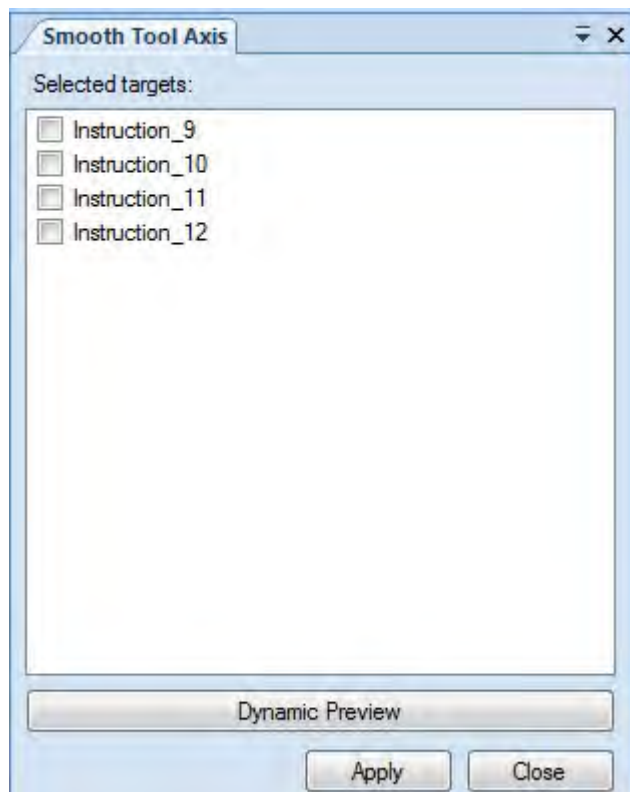 Smooth Tool Axis
Selected targets:
Instruction_9
Instruction_10
Instruction_11
Instruction_12
Dynamic Preview
Apply Close